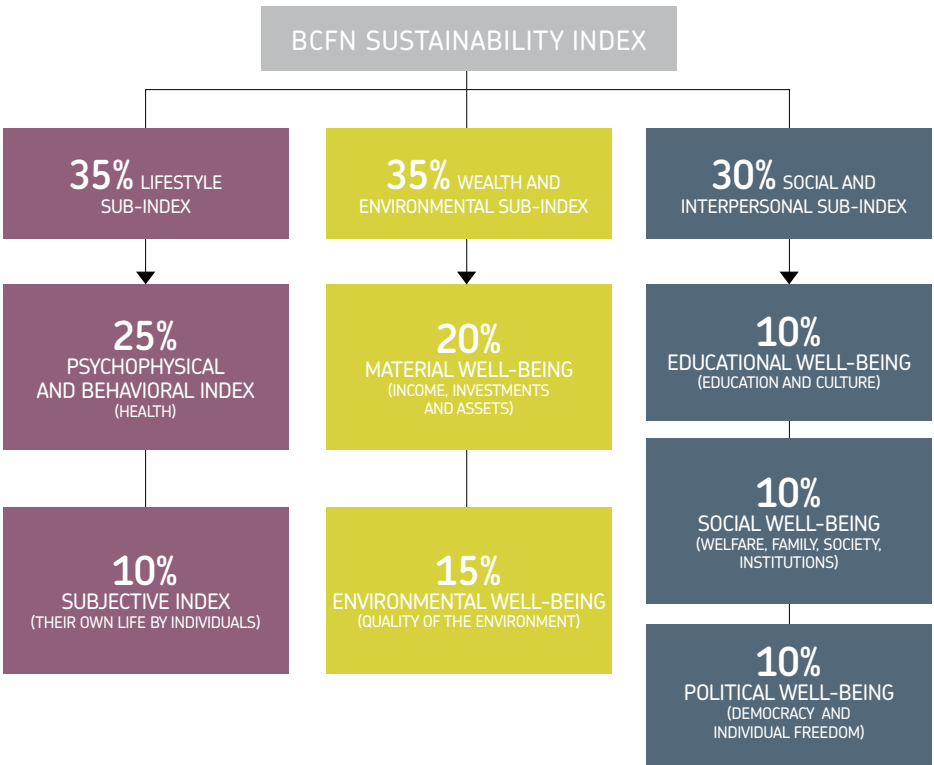 BCFN SUSTAINABILITY INDEX
35% LIFESTYLE
SUB-INDEX
35% WEALTH AND
ENVIRONMENTAL SUB-INDEX
30% SOCIAL AND
INTERPERSONAL SUB-INDEX
25%
PSYCHOPHYSICAL
AND BEHAVIORAL INDEX
(HEALTH)
20%
MATERIAL WELL-BEING
(INCOME, INVESTMENTS
AND ASSETS)
10%
EDUCATIONAL WELL-BEING
(EDUCATION AND CULTURE)
10%
SUBJECTIVE INDEX
(THEIR OWN LIFE BY INDIVIDUALS)
15%
ENVIRONMENTAL WELL-BEING
(QUALITY OF THE ENVIRONMENT)
10%
SOCIAL WELL-BEING
(WELFARE, FAMILY, SOCIETY,
INSTITUTIONS)
10%
POLITICAL WELL-BEING
(DEMOCRACY AND
INDIVIDUAL FREEDOM)